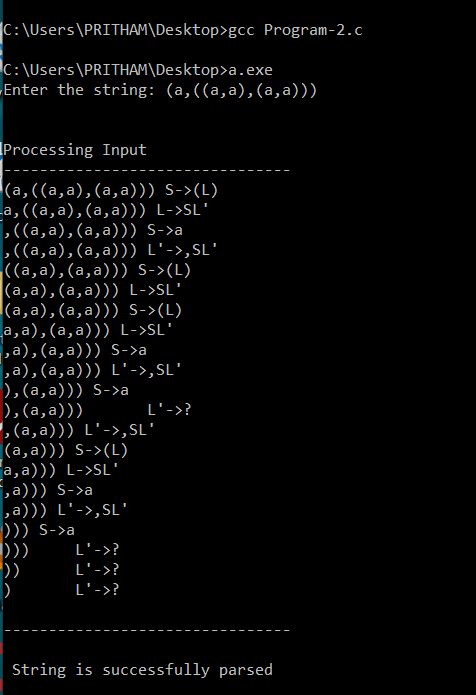 C:\Users\PRITHAM\Desktop>gcc Program-2.c
C:\Users\PRITHAM\Desktop>a.exe
Enter the string: (a,((a,a),(a,a)))
Processing Input
--------------------------------
(a,((a,a),(a,a))) S->(L)
a,((a,a),(a,a))) L->SL'
,((a,a),(a,a))) S->a
,((a,a),(a,a))) L'->,SL'
((a,a),(a,a))) S->(L)
(a,a),(a,a))) L->SL'
(a,a),(a,a))) S->(L)
a,a),(a,a))) L->SL'
,a),(a,a))) S->a
,a),(a,a))) L'->,SL'
),(a,a))) S->a
),(a,a)))       L'->?
,(a,a))) L'->,SL'
(a,a))) S->(L)
a,a))) L->SL'
,a))) S->a
,a))) L'->,SL'
))) S->a
)))     L'->?
))      L'->?
)       L'->?
--------------------------------
String is successfully parsed